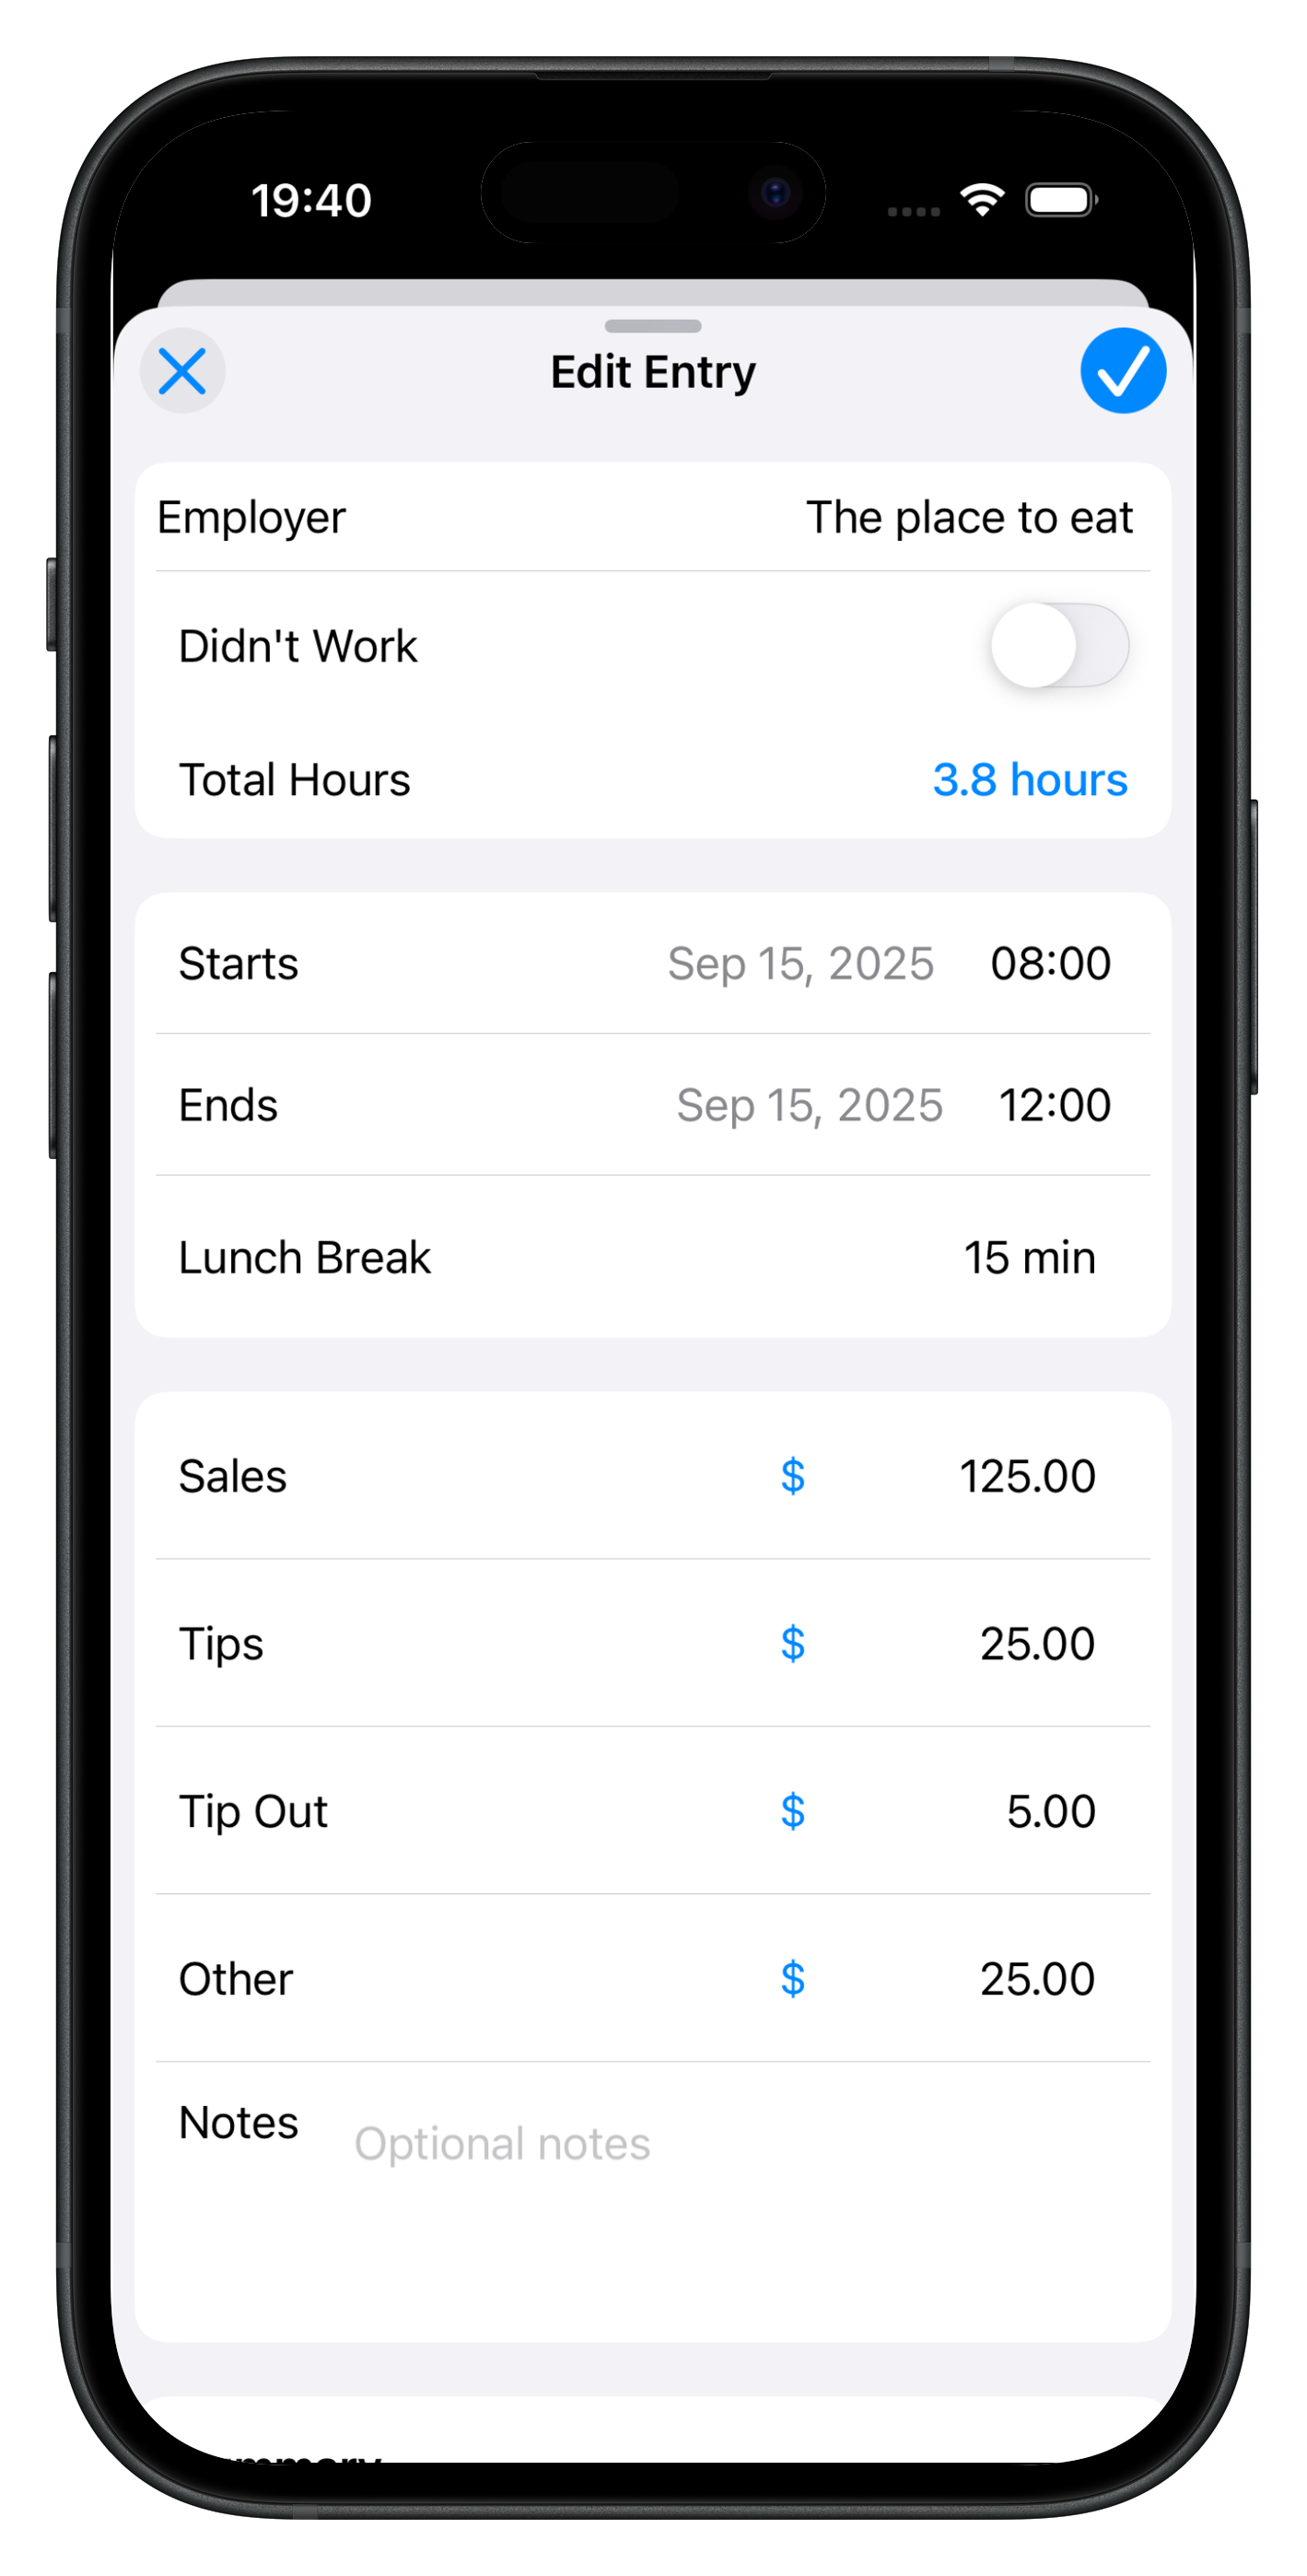 19:40
Edit Entry
Employer The place to eat
Didn't Work
Total Hours 3.8 hours
Starts Sep 15, 2025 08:00
Ends Sep 15, 2025 12:00
Lunch Break 15 min
Sales $ 125.00
Tips $ 25.00
Tip Out $ 5.00
Other $ 25.00
Notes Optional notes